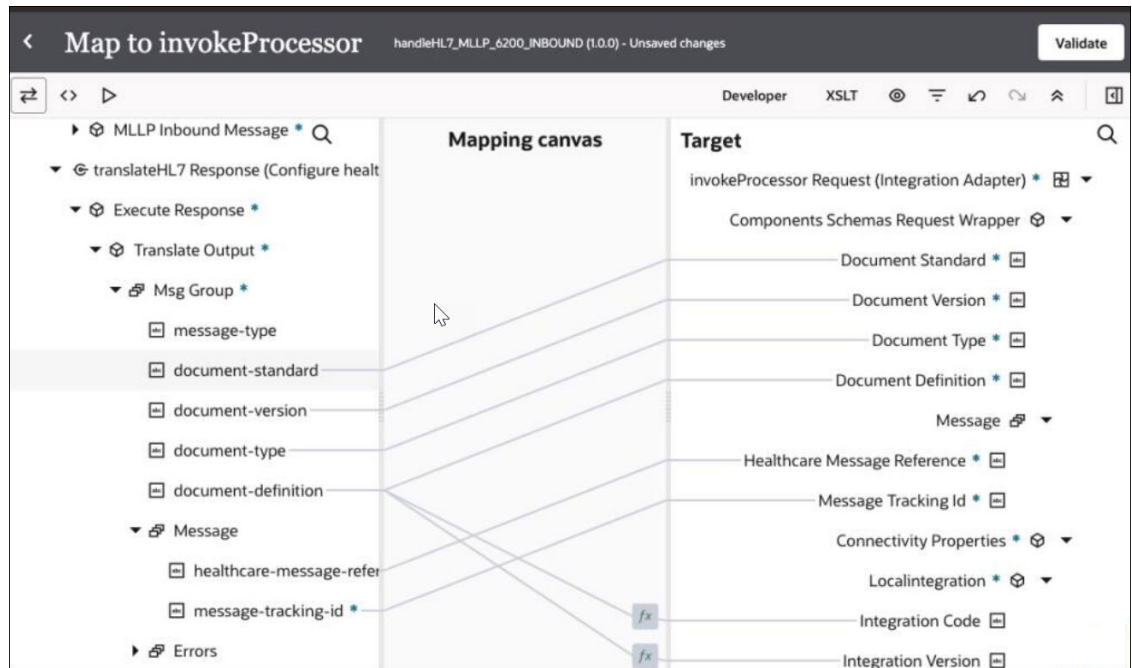 Map to invokeProcessor
handleHL7_MLLP_6200_INBOUND (1.0.0) - Unsaved changes
Validate
Developer
XSLT
MLLP Inbound Message *
translateHL7 Response (Configure healt
Execute Response *
Translate Output *
Msg Group *
message-type
document-standard
document-version
document-type
document-definition
Message
healthcare-message-refer
message-tracking-id *
Errors
Mapping canvas
fx
fx
Target
invokeProcessor Request (Integration Adapter) *
Components Schemas Request Wrapper
Document Standard *
Document Version *
Document Type *
Document Definition *
Message
Healthcare Message Reference *
Message Tracking Id *
Connectivity Properties *
Localintegration *
Integration Code
Integration Version